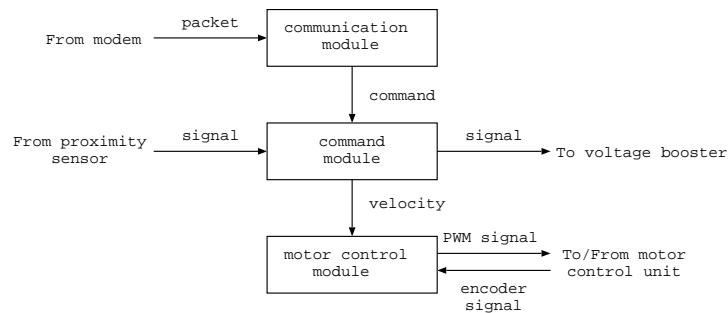 packet
From modem
communication
module
command
From proximity
sensor
signal
command
module
signal
To voltage booster
velocity
motor control
module
PWM signal
To/From motor
control unit
encoder
signal